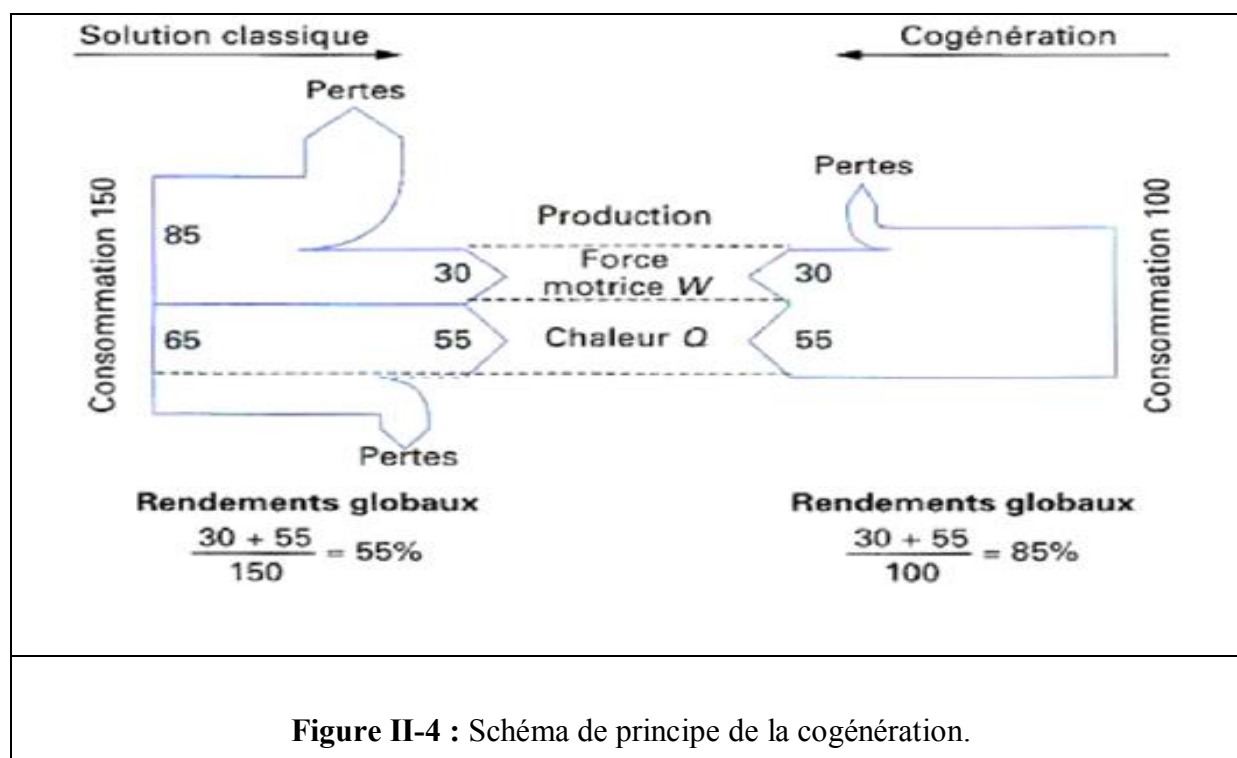 Solution classique
Cogénération
Pertes
Pertes
Consommation 150
85
30
65
55
Production
Force
motrice W
Chaleur Q
30
55
Consommation 100
Pertes
Rendements globaux
30 + 55
150
= 55%
Rendements globaux
30 + 55
100
= 85%
Figure II-4 : Schéma de principe de la cogénération.